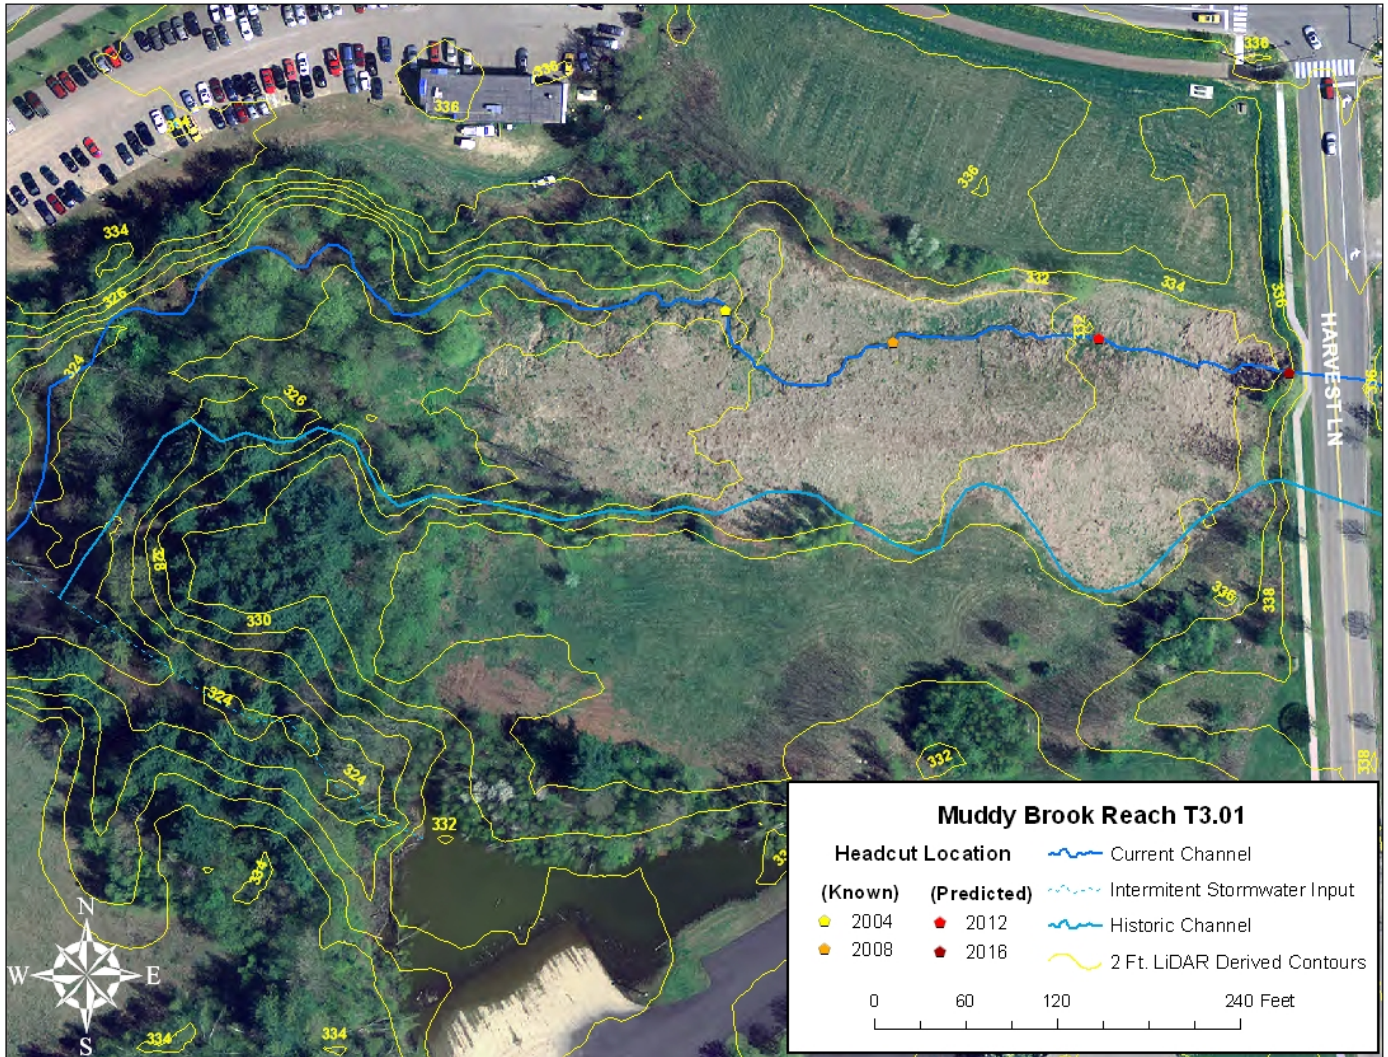 336
336
338
334
336
334
332
334
336
326
332
HARVEST LN
336
324
326
328
330
336
338
324
324
332
338
332
334
334
334
N
W E
S
Muddy Brook Reach T3.01
Headcut Location
(Known) (Predicted)
2004 2012
2008 2016
Current Channel
Intermitent Stormwater Input
Historic Channel
2 Ft. LiDAR Derived Contours
0 60 120 240 Feet